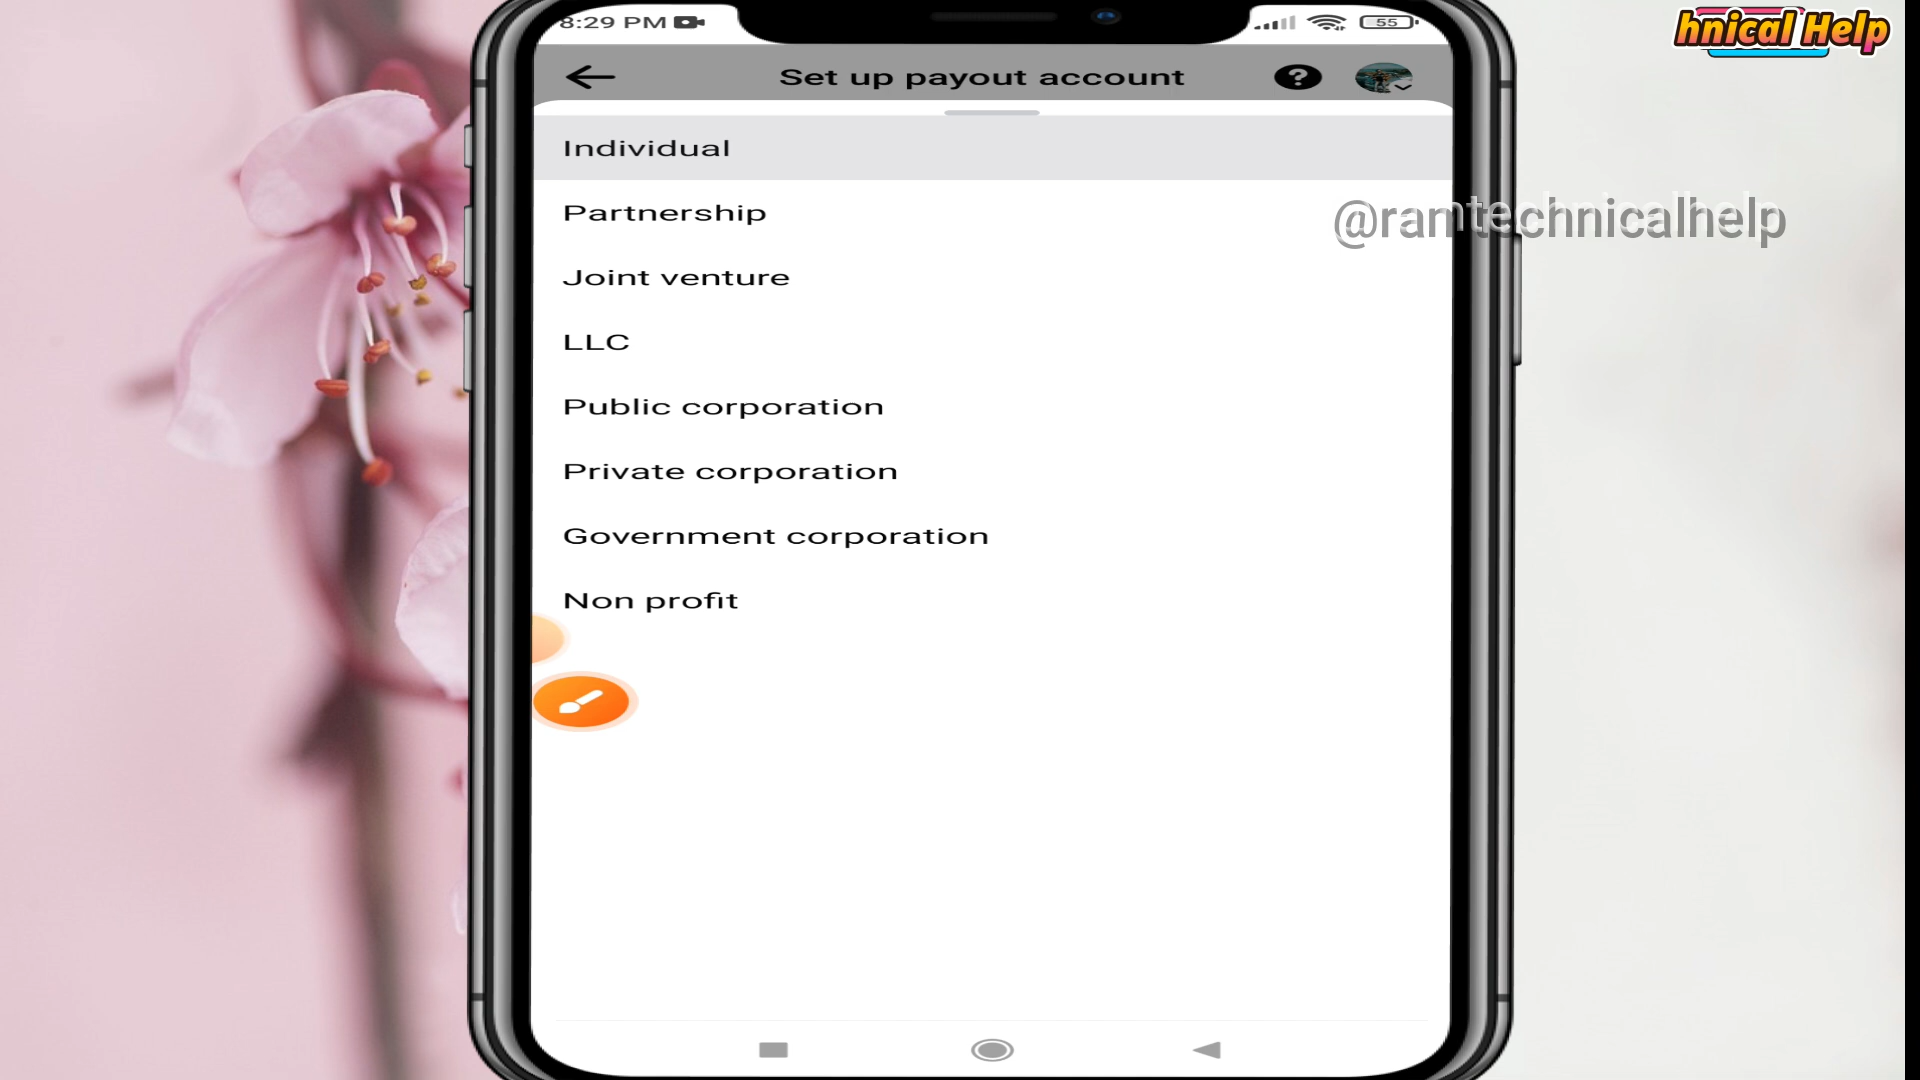 hnical Help
8:29 PM
55
Set up payout account
?
Individual
Partnership
@ramtechnicalhelp
Joint venture
LLC
Public corporation
Private corporation
Government corporation
Non profit